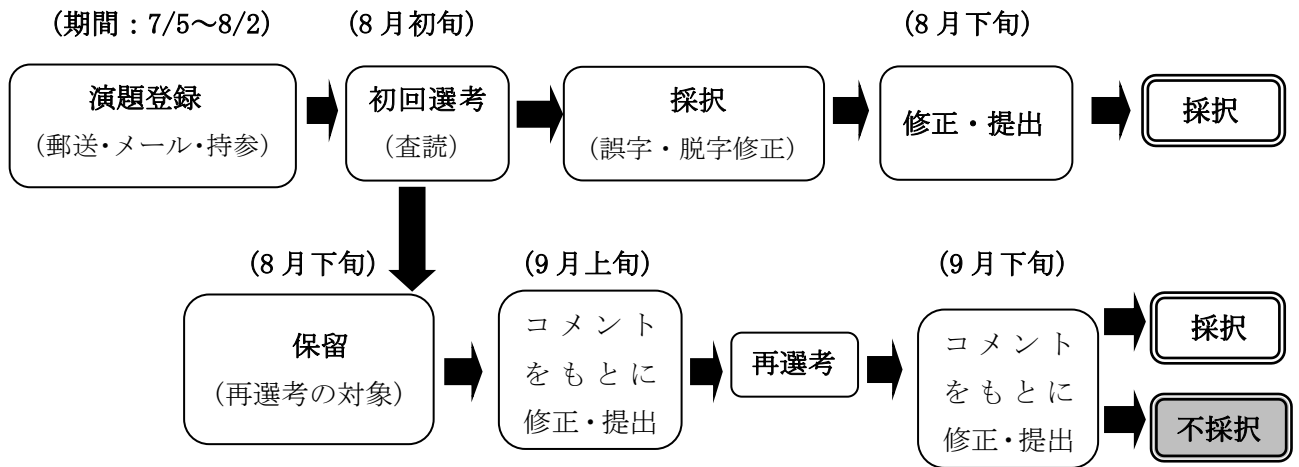 (期間：7/5～8/2)
(8月初旬)
(8月下旬)
演題登録
(郵送・メール・持参)
初回選考
(査読)
採択
(誤字・脱字修正)
修正・提出
採択
(8月下旬)
(9月上旬)
(9月下旬)
保留
(再選考の対象)
コメント
をもとに
修正・提出
再選考
コメント
をもとに
修正・提出
採択
不採択